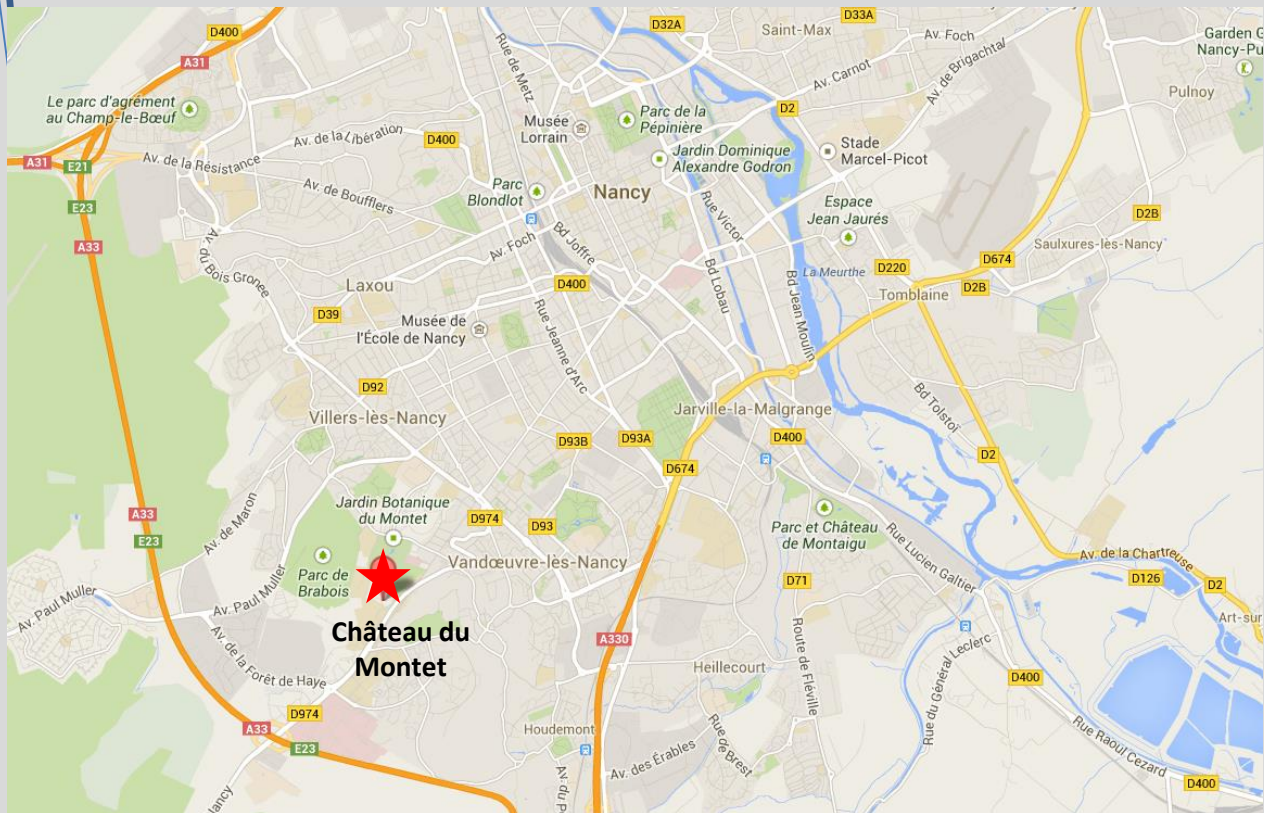 D400
D32A
D33A
Saint-Max
Av. Foch
Garden G
Nancy-Pu
Pulnoy
A31
Rue de Metz
Av. Carnot
Av. de Brigachtal
Le parc d'agrément
au Champ-le-Bœuf
Musée
Lorrain
Parc de la
Pépinière
D2
Av. de la Libération
D400
Stade
Marcel-Picot
A31
E21
Av. de la Résistance
Jardin Dominique
Alexandre Godron
Av. de Boufflers
Parc
Blondlot
Nancy
Espace
Jean Jaurés
E23
Rue Victor
D2B
A33
Av. du Bois Gronée
Av. Foch
Bd Joffre
Saulxures-lès-Nancy
Laxou
D400
Bd Lobau
Bd Jean Moulin
La Meurthe
D220
D674
D2B
Tomblaine
D39
Musée de
l'École de Nancy
Rue Jeanne d'Arc
D92
Villers-lès-Nancy
Jarville-la-Malgrange
Bd Tolstoï
D93B
D93A
D400
D2
D674
Jardin Botanique
du Montet
A33
E23
Av. de Maron
D974
D93
Parc et Château
de Montaigu
Rue Lucien Galtier
Vandœuvre-lès-Nancy
Parc de
Brabois
Av. de la Chartreuse
D126
D2
D71
Av. Paul Muller
Av. Paul Muller
Château du
Montet
Art-sur
A330
Route de Fléville
Rue du Général Leclerc
Av. de la Forêt de Haye
Heillecourt
D400
D974
A33
E23
Houdemont
Rue de Brest
Av. des Érables
Rue Raoul Cezard
Av. du P
lancy
D400